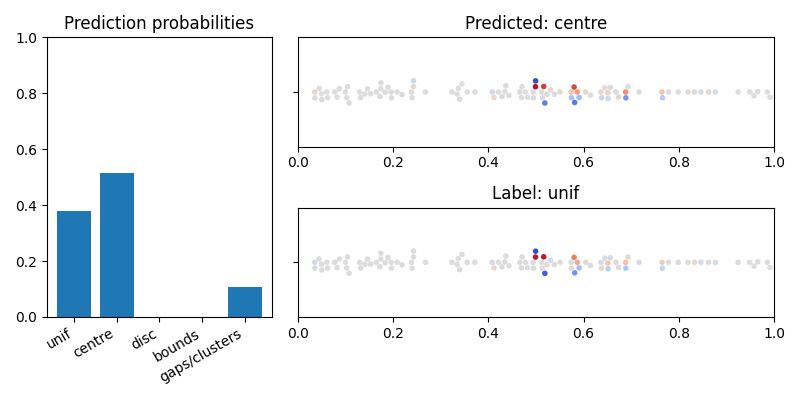 Prediction probabilities
1.0
0.8
0.6
0.4
0.2
0.0
unif
centre
disc
bounds
gaps/clusters
Predicted: centre
0.0 0.2 0.4 0.6 0.8 1.0
Label: unif
0.0 0.2 0.4 0.6 0.8 1.0